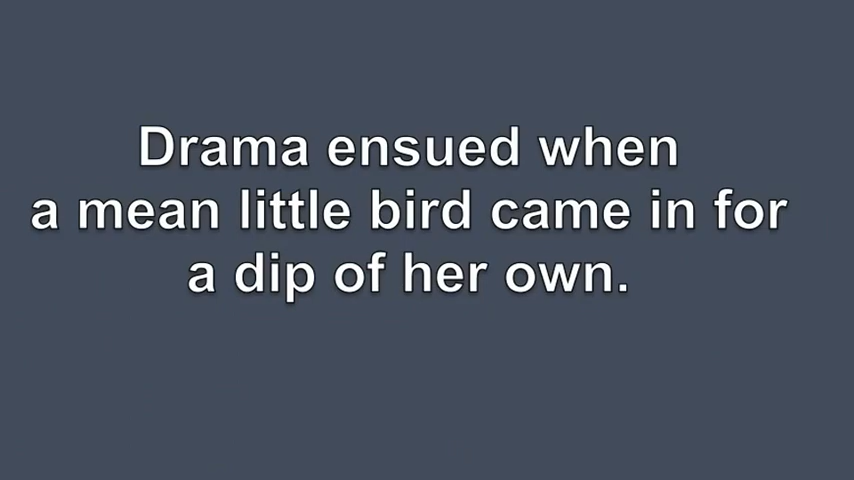 Drama ensued when
a mean little bird came in for
a dip of her own.